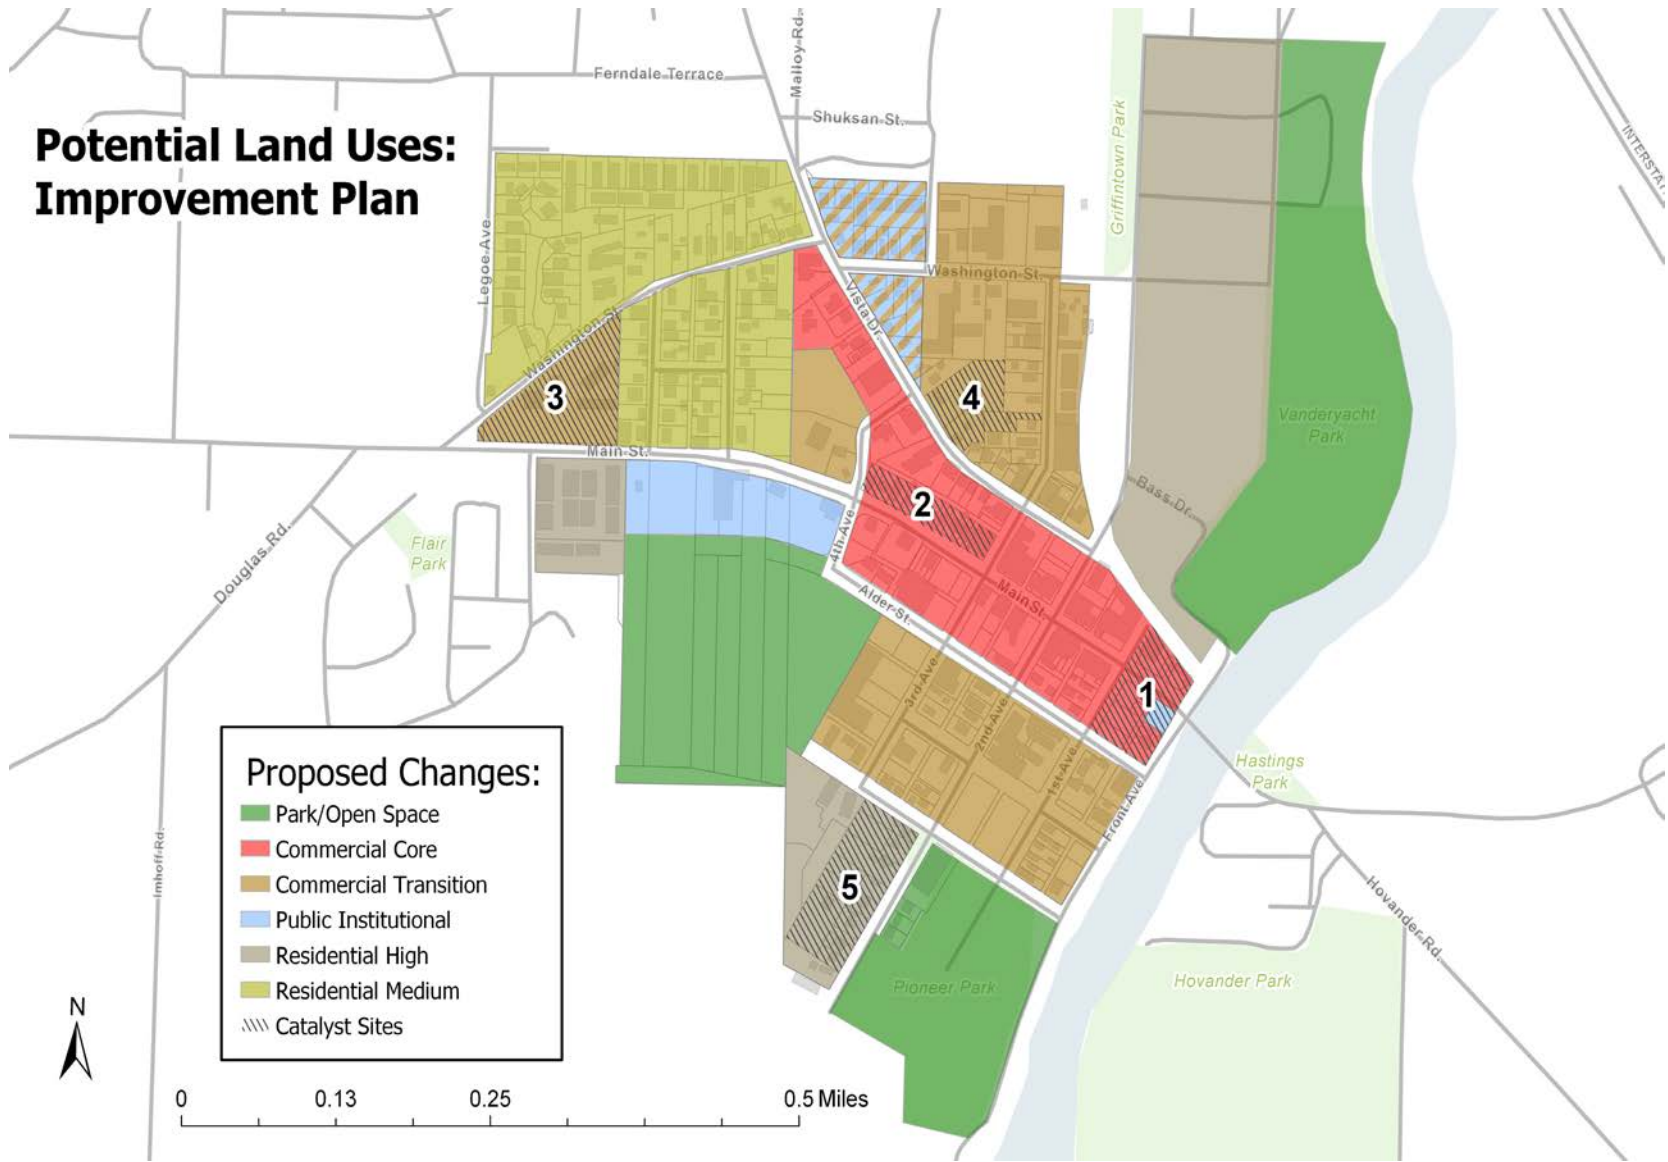 Potential Land Uses:
Improvement Plan
Ferndale Terrace
Malloy Rd.
Shuksan St.
Griffintown Park
Legoe Ave
Washington St.
Washington St.
Vista Dr.
3
4
Main St.
Vanderyacht
Park
Bass Dr.
2
4th Ave
Flair
Park
Douglas Rd.
Alder St.
Main St.
3rd Ave
2nd Ave
1st Ave
Front Ave
1
Hastings
Park
Imhoff Rd.
5
Pioneer Park
Hovander Rd.
Hovander Park
Proposed Changes:
Park/Open Space
Commercial Core
Commercial Transition
Public Institutional
Residential High
Residential Medium
Catalyst Sites
N
0
0.13
0.25
0.5 Miles